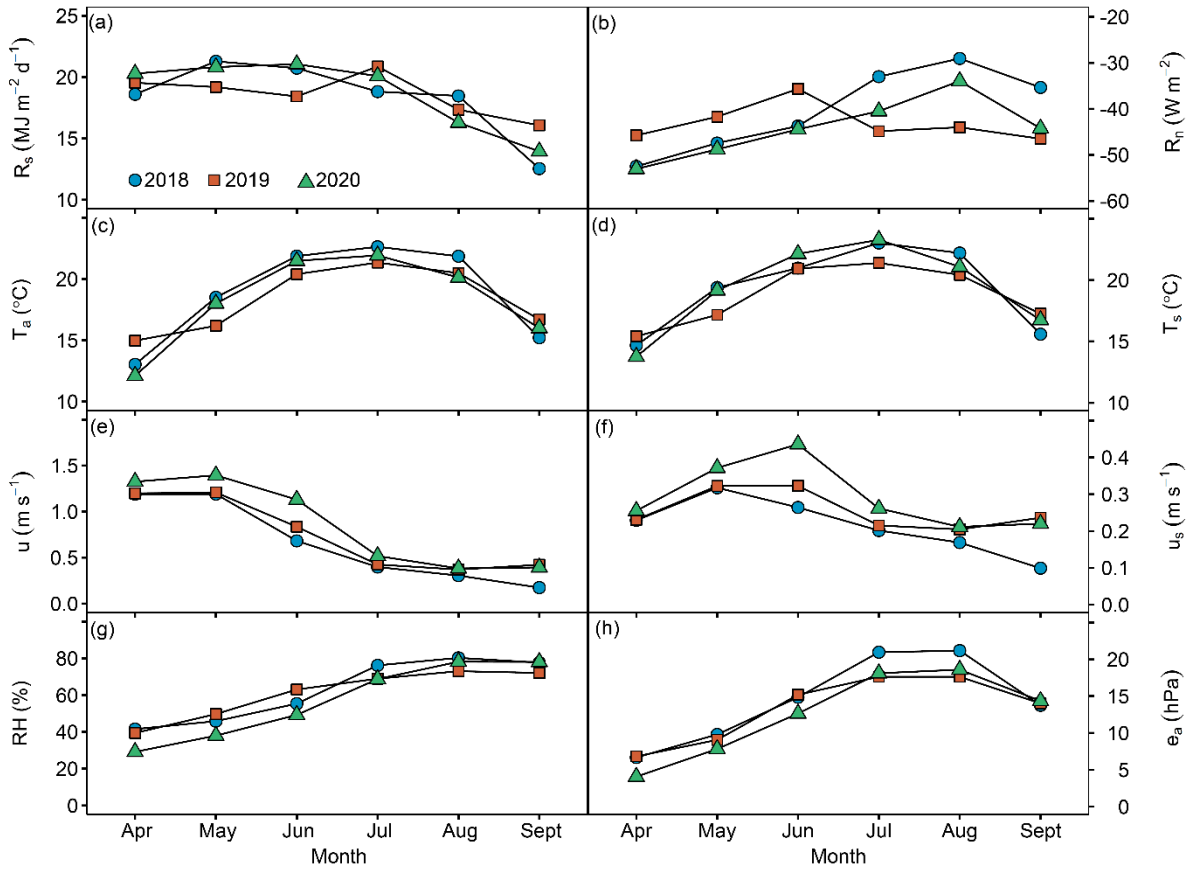 (a)
25
20
15
10
Rs (MJ m−2 d−1)
2018 2019 2020
(b)
-20
-30
-40
-50
-60
Rn (W m−2)
(c)
20
15
10
Ta (°C)
(d)
20
15
10
Ts (°C)
(e)
1.5
1.0
0.5
0.0
u (m s−1)
(f)
0.4
0.3
0.2
0.1
0.0
us (m s−1)
(g)
80
60
40
20
0
RH (%)
(h)
20
15
10
5
0
ea (hPa)
Apr May Jun Jul Aug Sept
Month
Apr May Jun Jul Aug Sept
Month